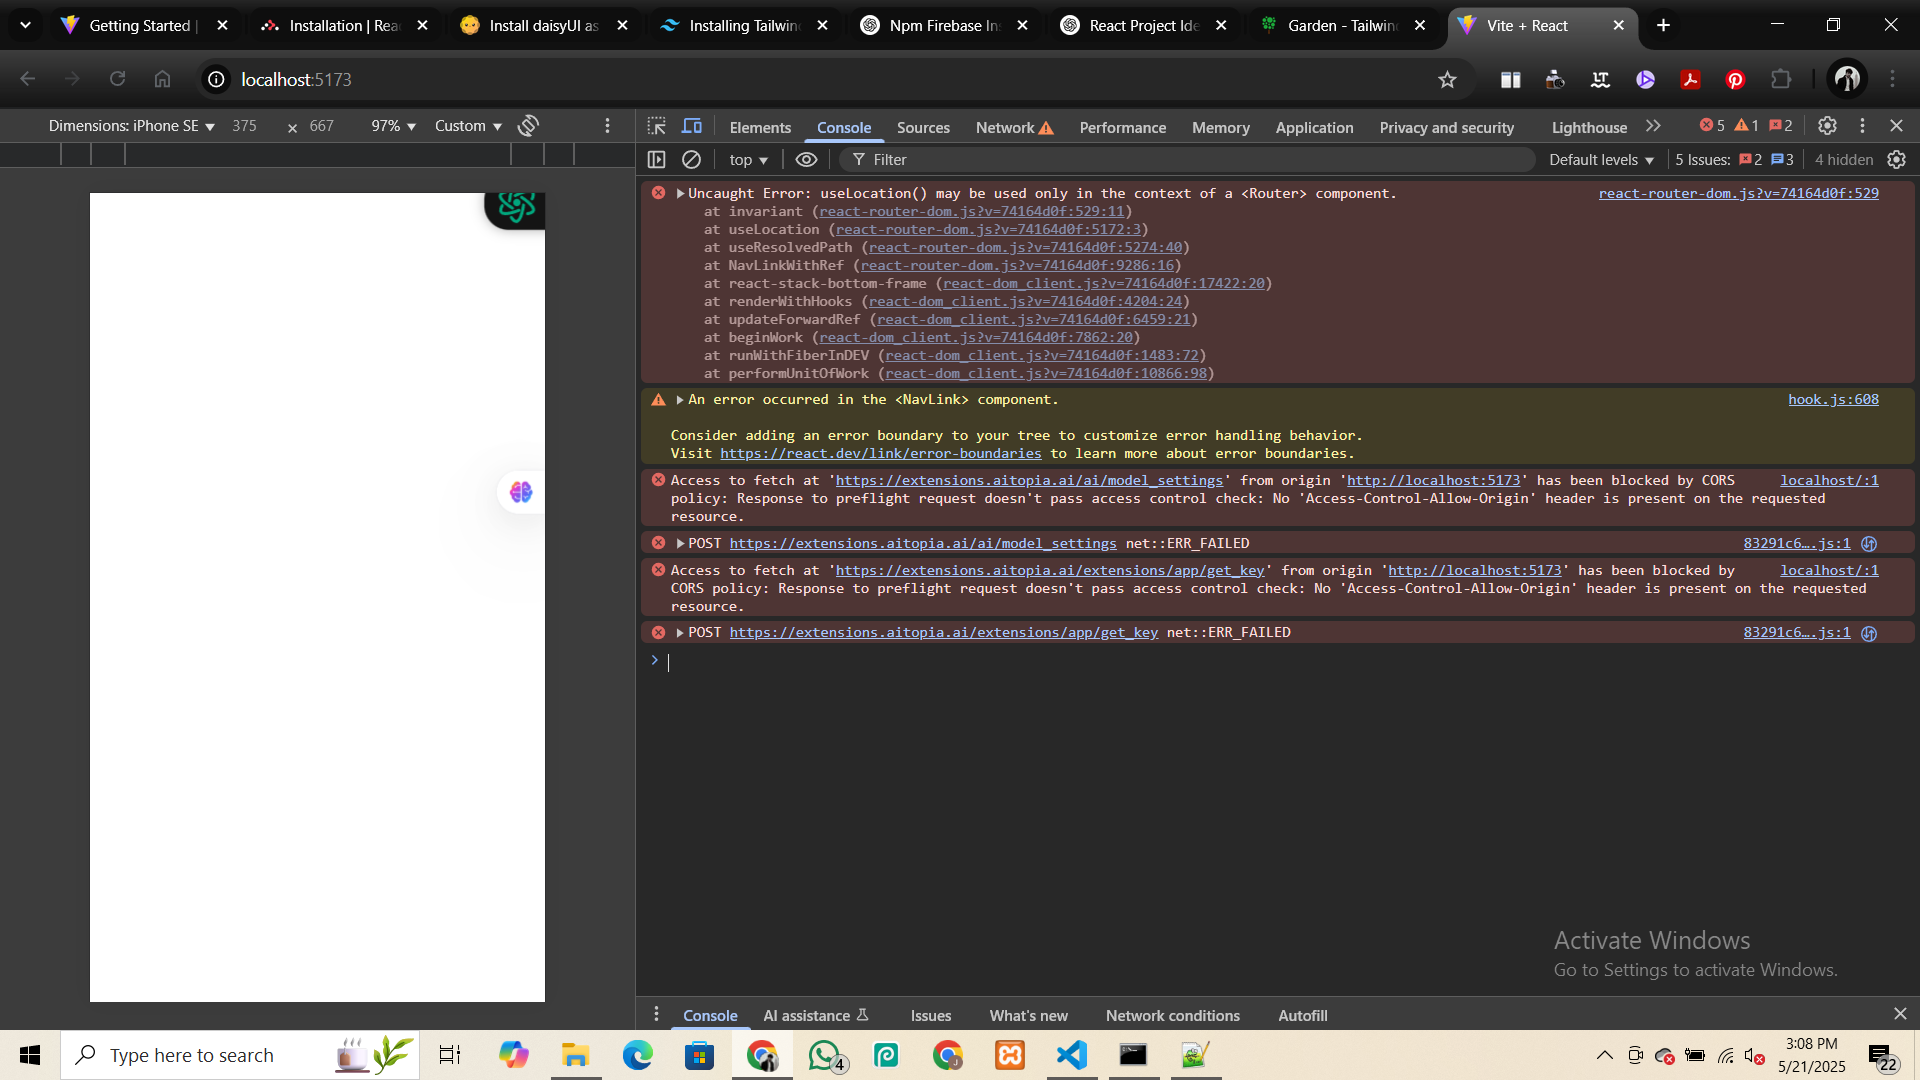 Getting Started |
Installation | Rea
Install daisyUI as
Installing Tailwin
Npm Firebase Ins
React Project Ide
Garden - Tailwin
Vite + React
localhost:5173
Dimensions: iPhone SE 375 × 667 97% Custom
Elements Console Sources Network Performance Memory Application Privacy and security Lighthouse 5 1 2
top Filter Default levels 5 Issues: 2 3 4 hidden
Uncaught Error: useLocation() may be used only in the context of a <Router> component. react-router-dom.js?v=74164d0f:529
at invariant (react-router-dom.js?v=74164d0f:529:11)
at useLocation (react-router-dom.js?v=74164d0f:5172:3)
at useResolvedPath (react-router-dom.js?v=74164d0f:5274:40)
at NavLinkWithRef (react-router-dom.js?v=74164d0f:9286:16)
at react-stack-bottom-frame (react-dom_client.js?v=74164d0f:17422:20)
at renderWithHooks (react-dom_client.js?v=74164d0f:4204:24)
at updateForwardRef (react-dom_client.js?v=74164d0f:6459:21)
at beginWork (react-dom_client.js?v=74164d0f:7862:20)
at runWithFiberInDEV (react-dom_client.js?v=74164d0f:1483:72)
at performUnitOfWork (react-dom_client.js?v=74164d0f:10866:98)
An error occurred in the <NavLink> component. hook.js:608
Consider adding an error boundary to your tree to customize error handling behavior.
Visit https://react.dev/link/error-boundaries to learn more about error boundaries.
Access to fetch at 'https://extensions.aitopia.ai/ai/model_settings' from origin 'http://localhost:5173' has been blocked by CORS localhost/:1
policy: Response to preflight request doesn't pass access control check: No 'Access-Control-Allow-Origin' header is present on the requested
resource.
POST https://extensions.aitopia.ai/ai/model_settings net::ERR_FAILED 83291c6….js:1
Access to fetch at 'https://extensions.aitopia.ai/extensions/app/get_key' from origin 'http://localhost:5173' has been blocked by localhost/:1
CORS policy: Response to preflight request doesn't pass access control check: No 'Access-Control-Allow-Origin' header is present on the requested
resource.
POST https://extensions.aitopia.ai/extensions/app/get_key net::ERR_FAILED 83291c6….js:1
Activate Windows
Go to Settings to activate Windows.
Console AI assistance Issues What's new Network conditions Autofill
Type here to search
4
3:08 PM
5/21/2025
22